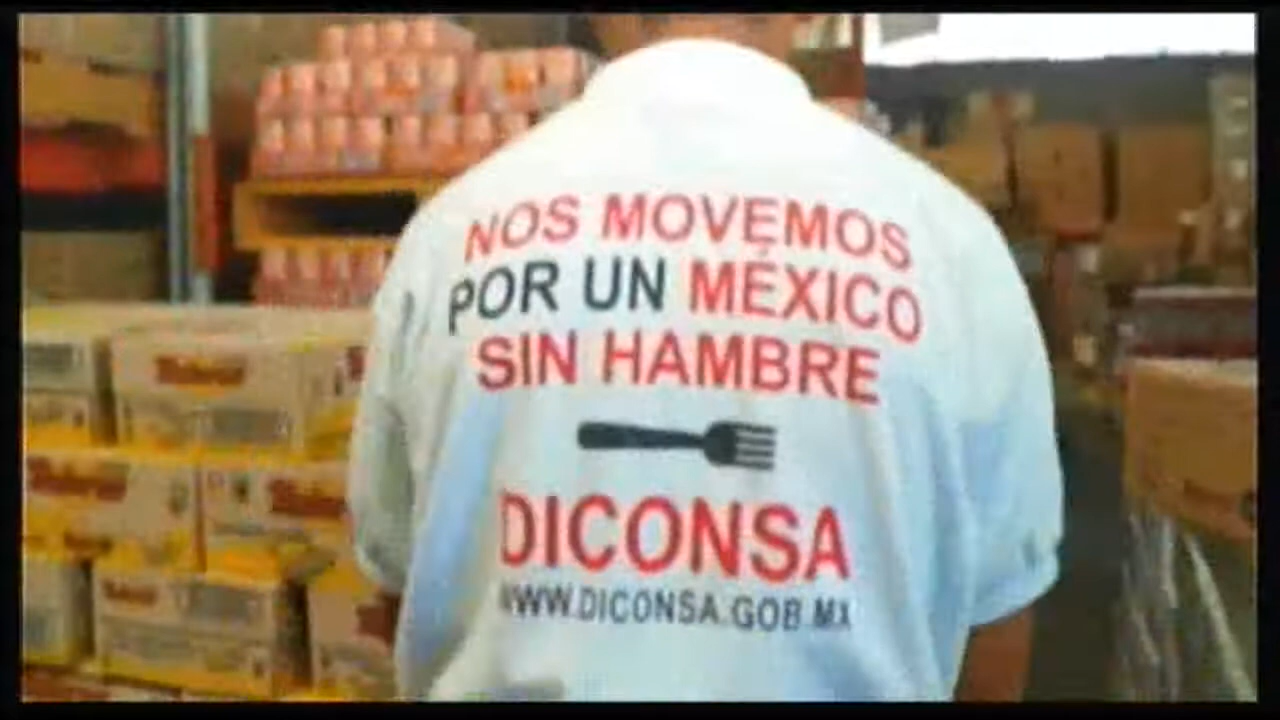 NOS MOVEMOS
POR UN MÉXICO
SIN HAMBRE
DICONSA
WWW.DICONSA.GOB.MX